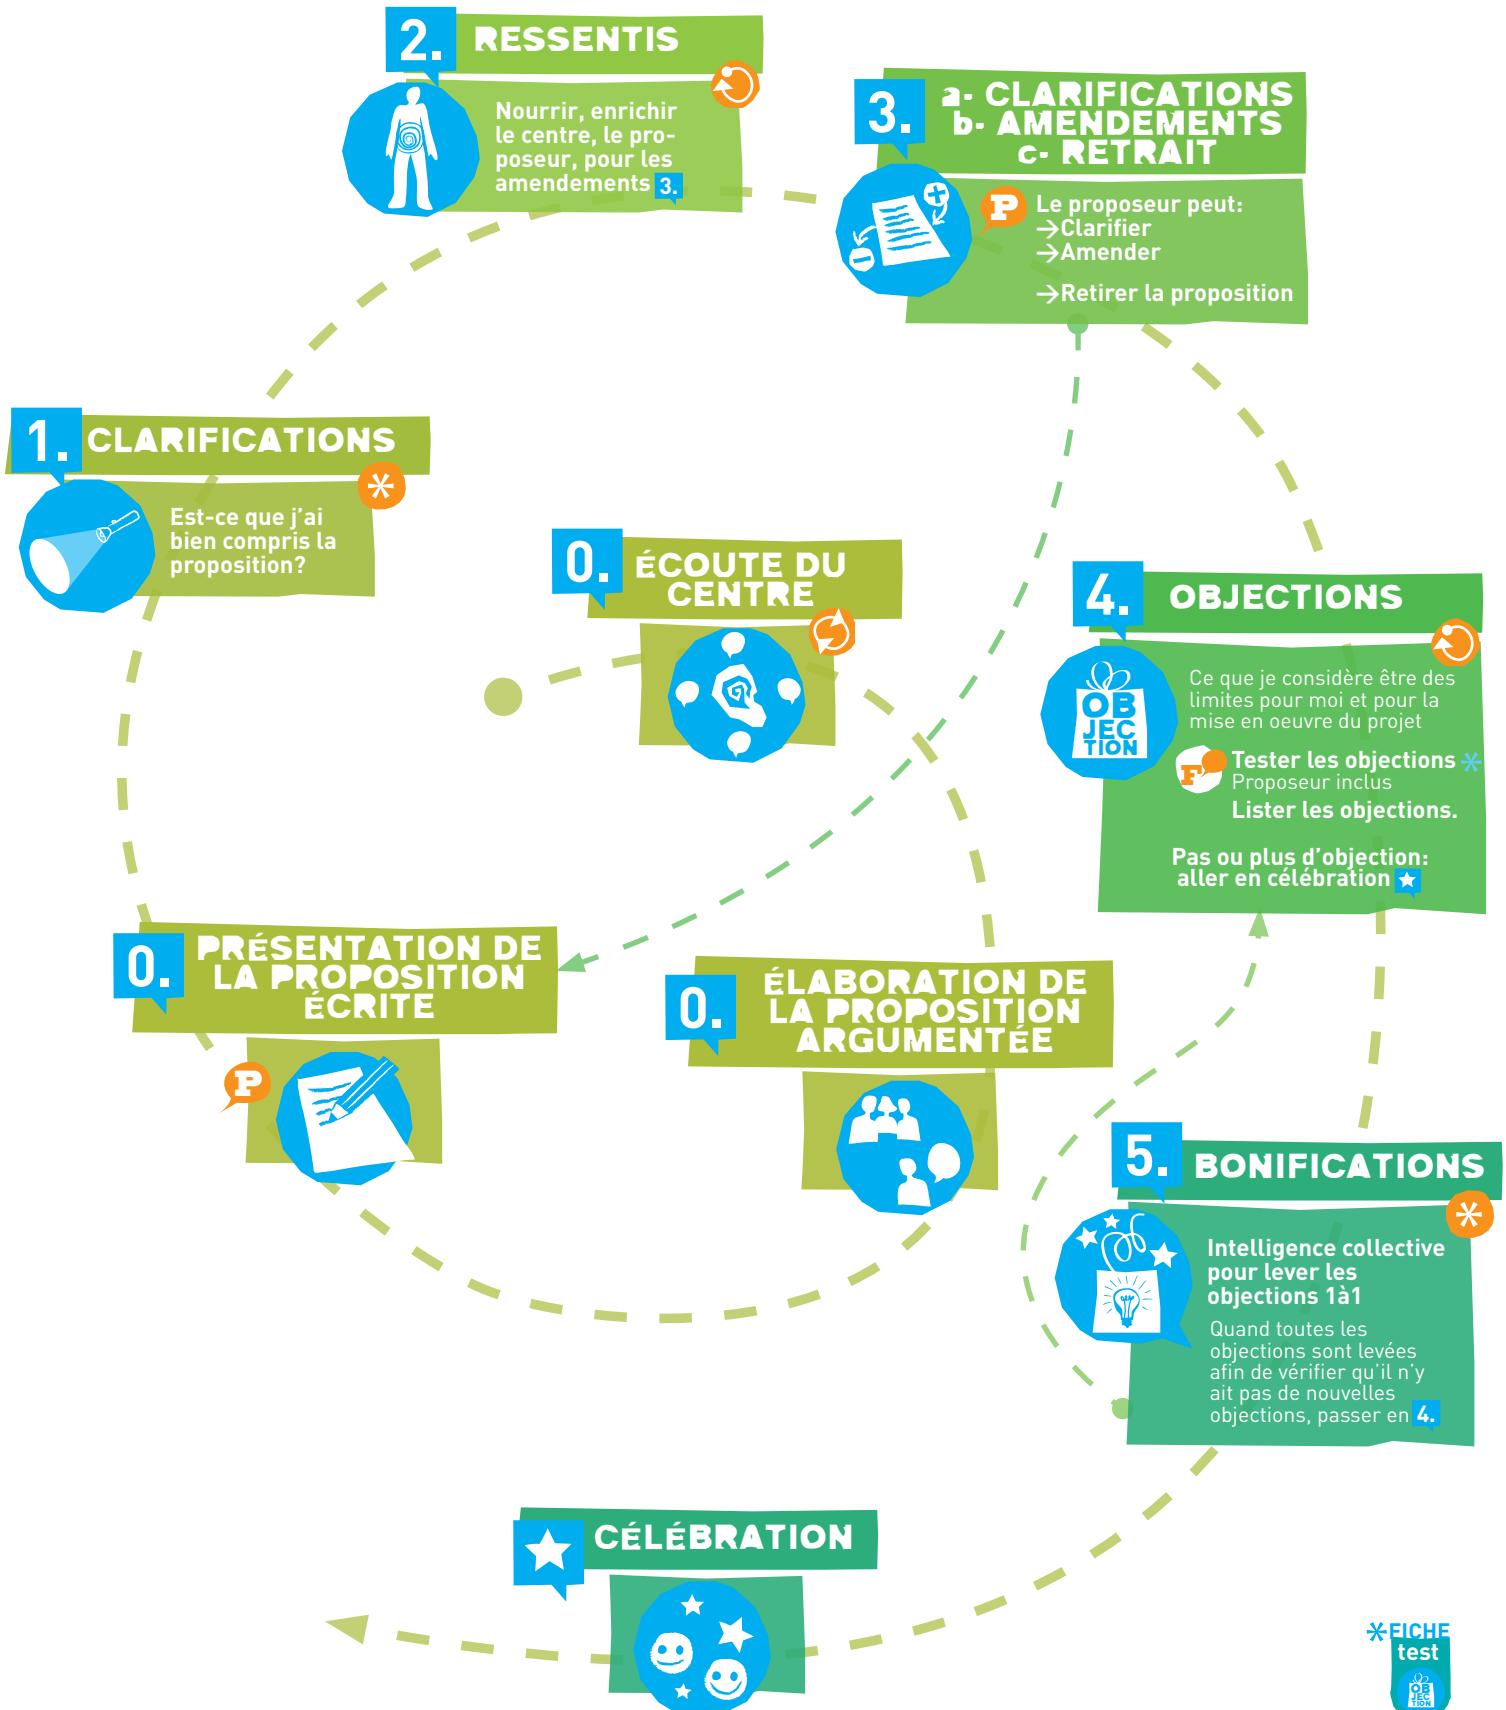 2. RESSENTIS
Nourrir, enrichir
le centre, le pro-
poseur, pour les
amendements 3.
3. a- CLARIFICATIONS
b- AMENDEMENTS
c- RETRAIT
P Le proposeur peut:
→Clarifier
→Amender
→Retirer la proposition
1. CLARIFICATIONS
*
Est-ce que j'ai
bien compris la
proposition?
0. ÉCOUTE DU
CENTRE
4. OBJECTIONS
OB
JEC
TION
Ce que je considère être des
limites pour moi et pour la
mise en oeuvre du projet
F Tester les objections *
Proposeur inclus
Lister les objections.
Pas ou plus d'objection:
aller en célébration
0. PRÉSENTATION DE
LA PROPOSITION
ÉCRITE
P
0. ÉLABORATION DE
LA PROPOSITION
ARGUMENTÉE
5. BONIFICATIONS
*
Intelligence collective
pour lever les
objections 1à1
Quand toutes les
objections sont levées
afin de vérifier qu'il n'y
ait pas de nouvelles
objections, passer en 4.
CÉLÉBRATION
*FICHE
test
OB
JEC
TION